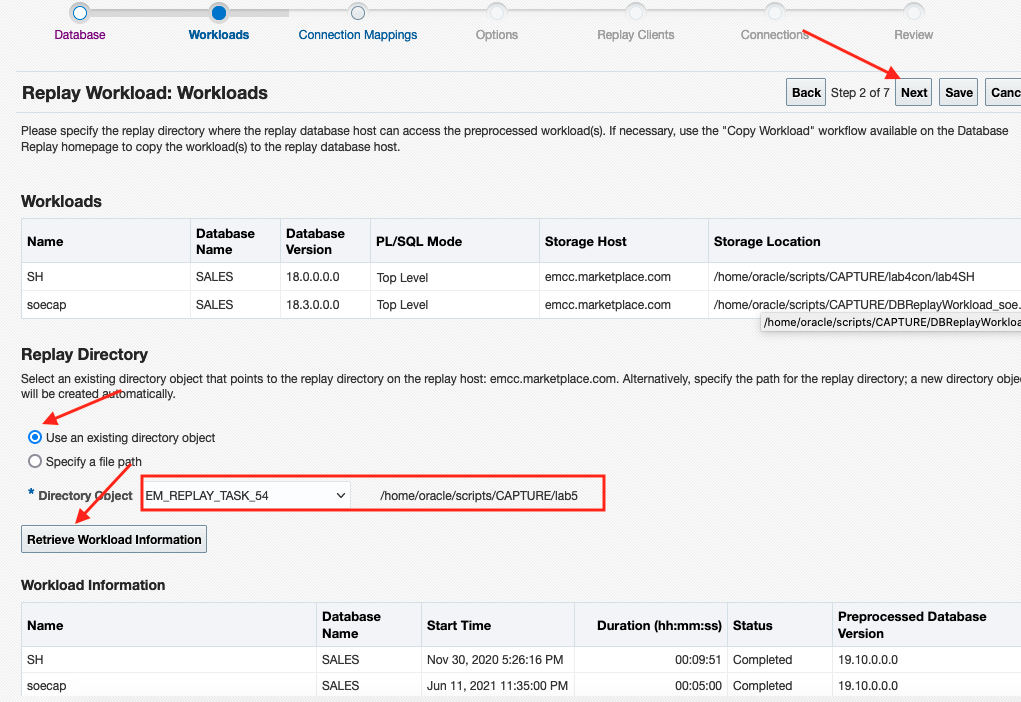 Database
Workloads
Connection Mappings
Options
Replay Clients
Connections
Review
Replay Workload: Workloads
Back Step 2 of 7 Next Save Canc
Please specify the replay directory where the replay database host can access the preprocessed workload(s). If necessary, use the "Copy Workload" workflow available on the Database
Replay homepage to copy the workload(s) to the replay database host.
Workloads
Name Database Name Database Version PL/SQL Mode Storage Host Storage Location
SH SALES 18.0.0.0.0 Top Level emcc.marketplace.com /home/oracle/scripts/CAPTURE/lab4con/lab4SH
soecap SALES 18.3.0.0.0 Top Level emcc.marketplace.com /home/oracle/scripts/CAPTURE/DBReplayWorkload_soe.
/home/oracle/scripts/CAPTURE/DBReplayWorkloa
Replay Directory
Select an existing directory object that points to the replay directory on the replay host: emcc.marketplace.com. Alternatively, specify the path for the replay directory; a new directory objec
will be created automatically.
Use an existing directory object
Specify a file path
* Directory Object EM_REPLAY_TASK_54 /home/oracle/scripts/CAPTURE/lab5
Retrieve Workload Information
Workload Information
Name Database Name Start Time Duration (hh:mm:ss) Status Preprocessed Database Version
SH SALES Nov 30, 2020 5:26:16 PM 00:09:51 Completed 19.10.0.0.0
soecap SALES Jun 11, 2021 11:35:00 PM 00:05:00 Completed 19.10.0.0.0